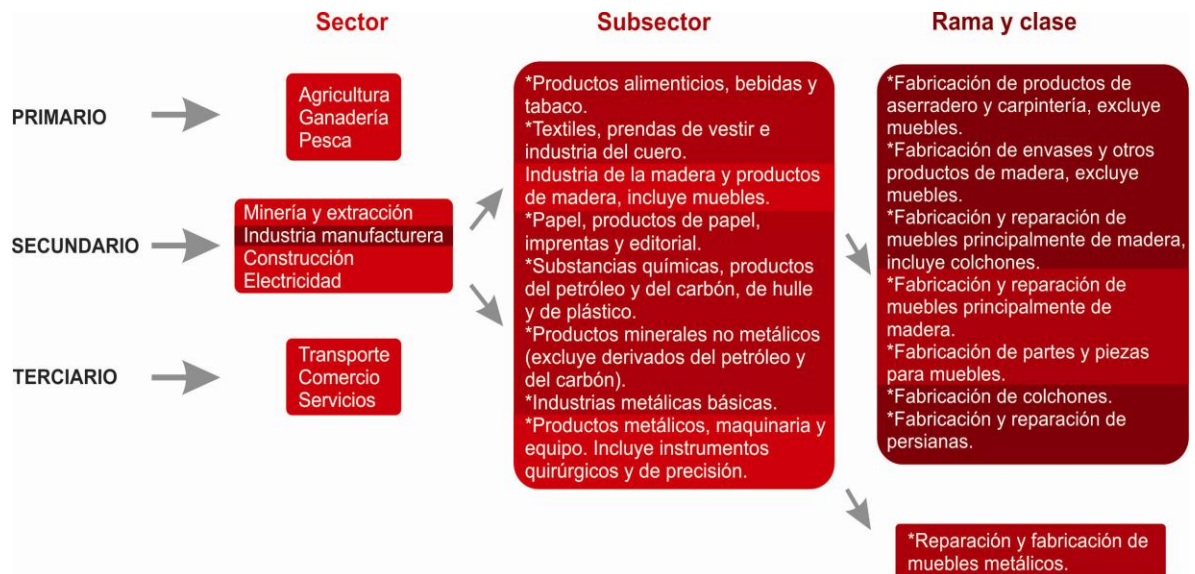 Sector
Subsector
Rama y clase
PRIMARIO
Agricultura
Ganadería
Pesca
SECUNDARIO
Minería y extracción
Industria manufacturera
Construcción
Electricidad
TERCIARIO
Transporte
Comercio
Servicios
*Productos alimenticios, bebidas y
tabaco.
*Textiles, prendas de vestir e
industria del cuero.
Industria de la madera y productos
de madera, incluye muebles.
*Papel, productos de papel,
imprentas y editorial.
*Substancias químicas, productos
del petróleo y del carbón, de hulle
y de plástico.
*Productos minerales no metálicos
(excluye derivados del petróleo y
del carbón).
*Industrias metálicas básicas.
*Productos metálicos, maquinaria y
equipo. Incluye instrumentos
quirúrgicos y de precisión.
*Fabricación de productos de
aserradero y carpintería, excluye
muebles.
*Fabricación de envases y otros
productos de madera, excluye
muebles.
*Fabricación y reparación de
muebles principalmente de madera,
incluye colchones.
*Fabricación y reparación de
muebles principalmente de
madera.
*Fabricación de partes y piezas
para muebles.
*Fabricación de colchones.
*Fabricación y reparación de
persianas.
*Reparación y fabricación de
muebles metálicos.